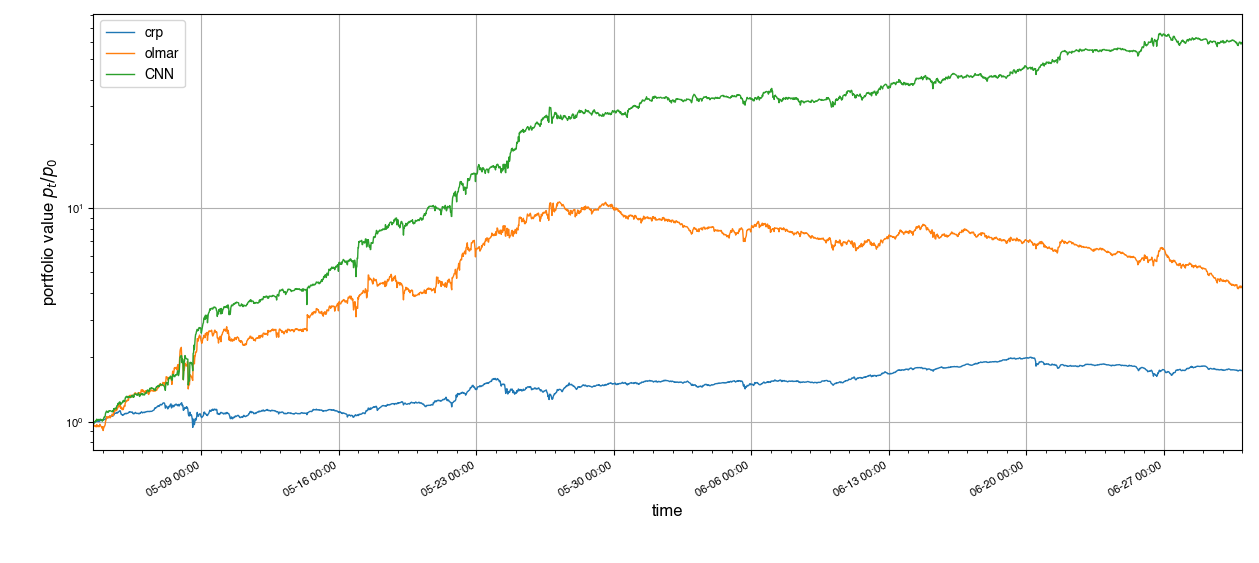 crp
olmar
CNN
portfolio value pₜ/p₀
10¹
10⁰
05-09 00:00
05-16 00:00
05-23 00:00
05-30 00:00
06-06 00:00
06-13 00:00
06-20 00:00
06-27 00:00
time